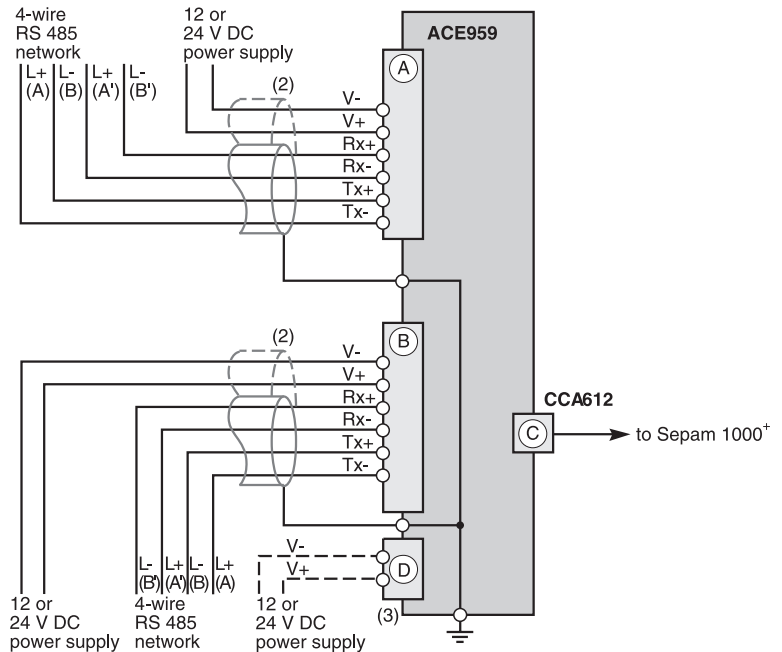 4-wire
RS 485
network
12 or
24 V DC
power supply
ACE959
L+
(A)
L-
(B)
L+
(A')
L-
(B')
(2)
A
V-
V+
Rx+
Rx-
Tx+
Tx-
(2)
B
V-
V+
Rx+
Rx-
Tx+
Tx-
CCA612
C
to Sepam 1000+
V-
V+
D
L-
(B')
L+
(A')
L-
(B)
L+
(A)
(3)
12 or
24 V DC
power supply
4-wire
RS 485
network
12 or
24 V DC
power supply